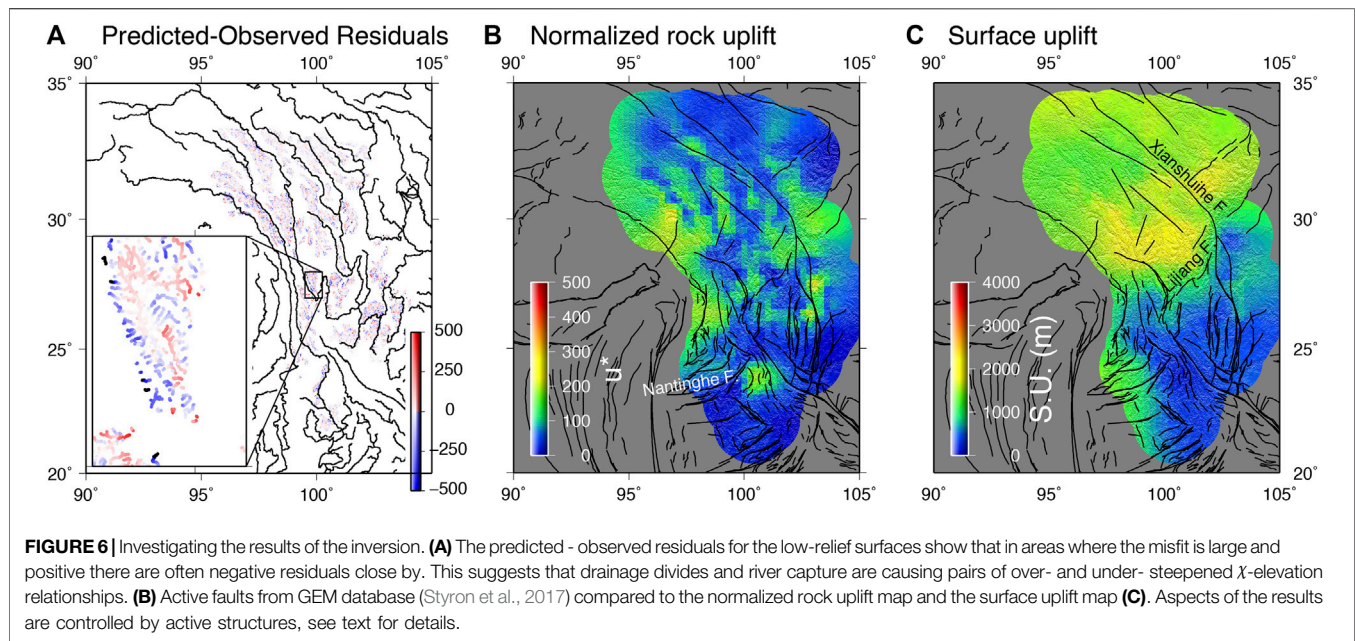 A Predicted-Observed Residuals
90° 95° 100° 105°
35°
30°
25°
20°
90° 95° 100° 105°
500
250
0
−250
−500
B Normalized rock uplift
90° 95° 100° 105°
500
400
300
200
100
0
u*
Nantinghe F.
90° 95° 100° 105°
C Surface uplift
90° 95° 100° 105°
35°
30°
25°
20°
Xianshuihe F.
Liliang F.
4000
3000
2000
1000
0
S.U. (m)
90° 95° 100° 105°
FIGURE 6 | Investigating the results of the inversion. (A) The predicted - observed residuals for the low-relief surfaces show that in areas where the misfit is large and
positive there are often negative residuals close by. This suggests that drainage divides and river capture are causing pairs of over- and under- steepened χ-elevation
relationships. (B) Active faults from GEM database (Styron et al., 2017) compared to the normalized rock uplift map and the surface uplift map (C). Aspects of the results
are controlled by active structures, see text for details.